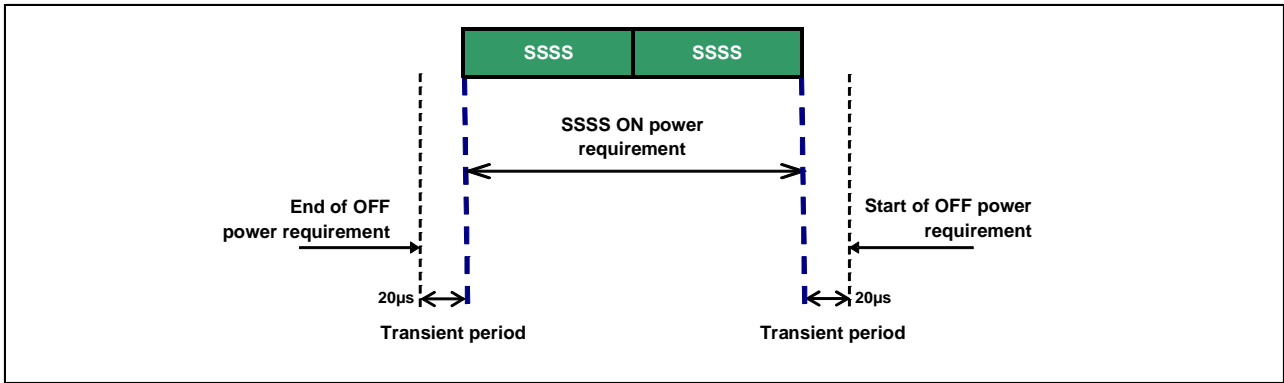 SSSS SSSS
SSSS ON power
requirement
End of OFF
power requirement
Start of OFF power
requirement
20µs
20µs
Transient period
Transient period